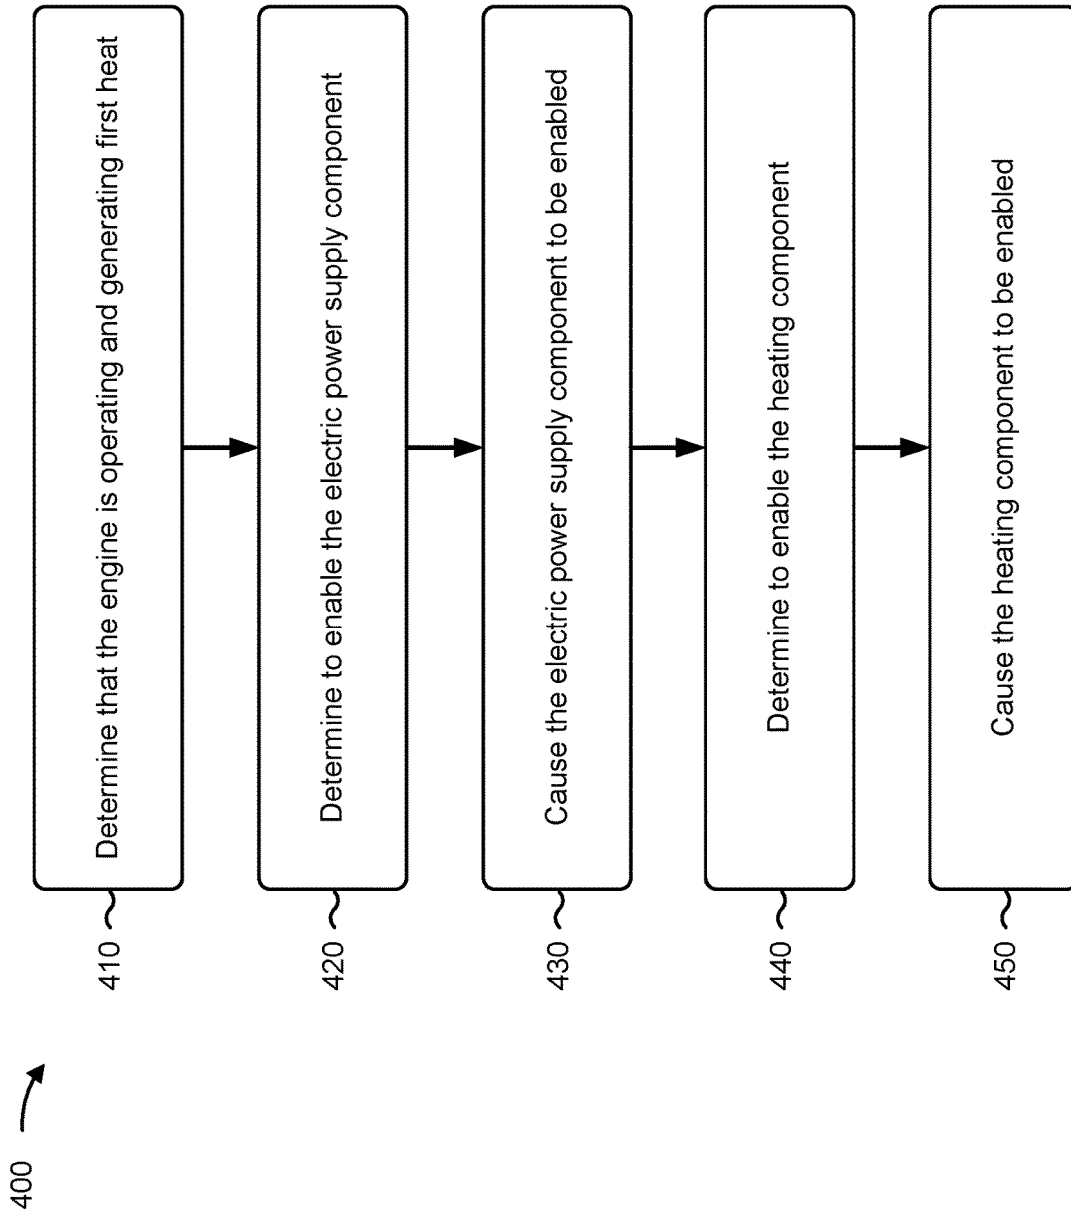 400
410
Determine that the engine is operating and generating first heat
420
Determine to enable the electric power supply component
430
Cause the electric power supply component to be enabled
440
Determine to enable the heating component
450
Cause the heating component to be enabled